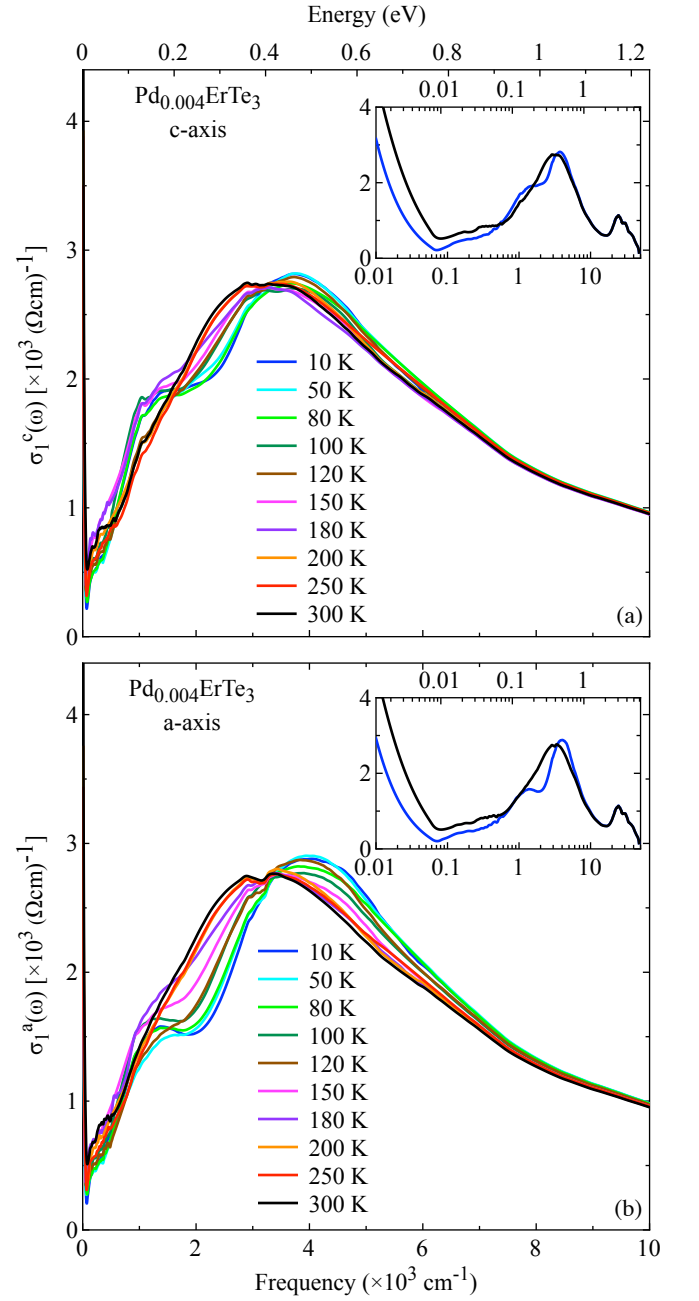 Energy (eV)
0 0.2 0.4 0.6 0.8 1 1.2
Pd0.004ErTe3
c-axis
0.01 0.1 1
4
2
0
0.01 0.1 1 10
4
3
2
1
0
σ1c(ω) [×10³ (Ωcm)-1
10 K
50 K
80 K
100 K
120 K
150 K
180 K
200 K
250 K
300 K
(a)
Pd0.004ErTe3
a-axis
0.01 0.1 1
4
2
0
0.01 0.1 1 10
4
3
2
1
0
σ1a(ω) [×10³ (Ωcm)-1
10 K
50 K
80 K
100 K
120 K
150 K
180 K
200 K
250 K
300 K
(b)
0 2 4 6 8 10
Frequency (×10³ cm-1)